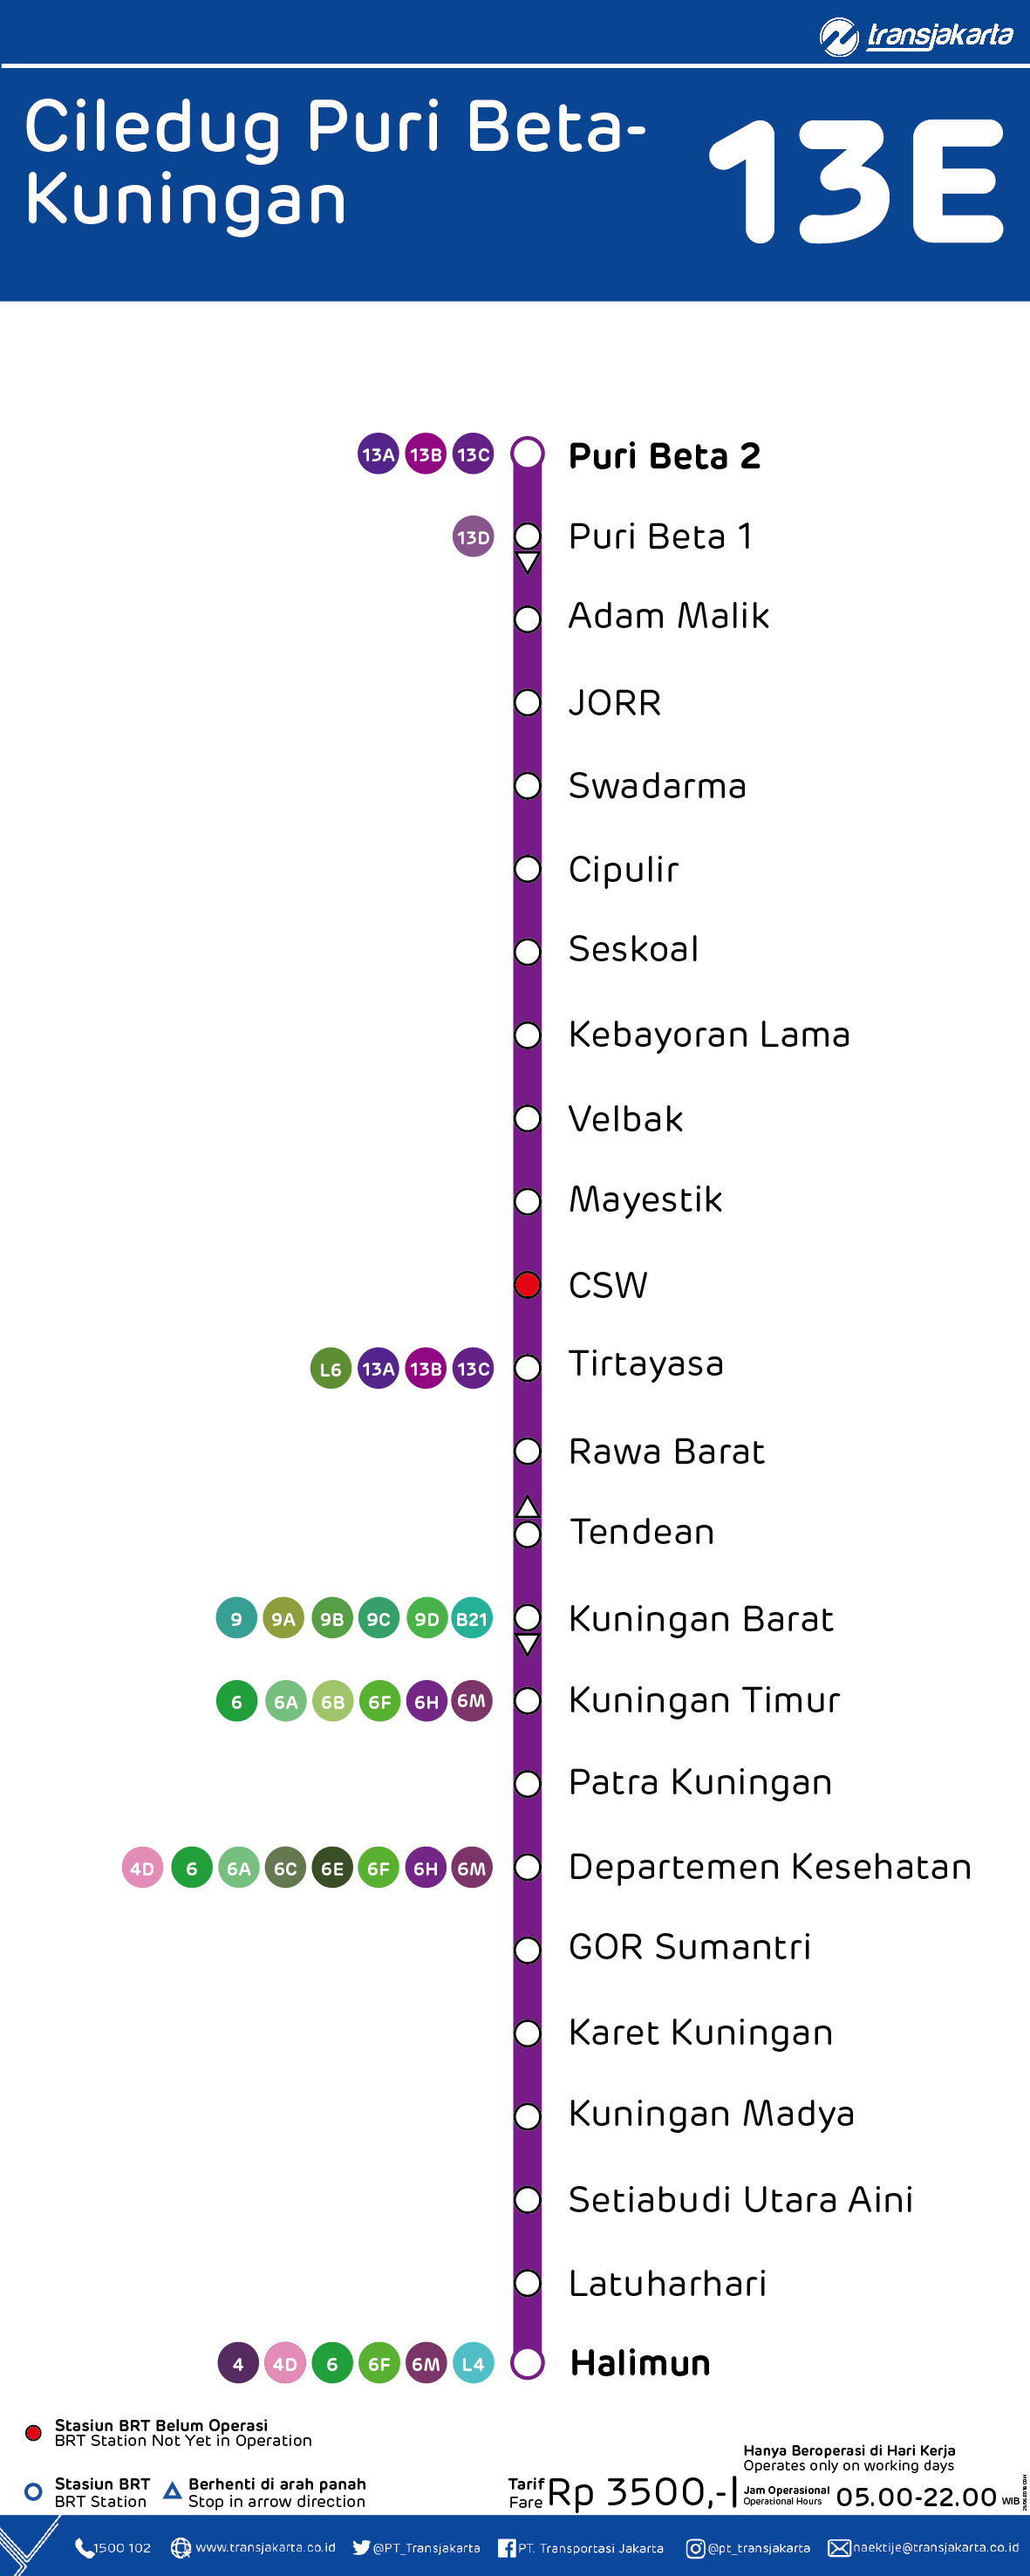 transjakarta
Ciledug Puri Beta-
Kuningan
13E
13A 13B 13C Puri Beta 2
13D Puri Beta 1
Adam Malik
JORR
Swadarma
Cipulir
Seskoal
Kebayoran Lama
Velbak
Mayestik
CSW
L6 13A 13B 13C Tirtayasa
Rawa Barat
Tendean
9 9A 9B 9C 9D B21 Kuningan Barat
6 6A 6B 6F 6H 6M Kuningan Timur
Patra Kuningan
4D 6 6A 6C 6E 6F 6H 6M Departemen Kesehatan
GOR Sumantri
Karet Kuningan
Kuningan Madya
Setiabudi Utara Aini
Latuharhari
4 4D 6 6F 6M L4 Halimun
Stasiun BRT Belum Operasi
BRT Station Not Yet in Operation
Stasiun BRT
BRT Station
Berhenti di arah panah
Stop in arrow direction
Tarif
Fare
Rp 3500,-
Hanya Beroperasi di Hari Kerja
Operates only on working days
Jam Operasional
Operational Hours
05.00-22.00 WIB
1500 102 www.transjakarta.co.id @PT_Transjakarta PT. Transportasi Jakarta @pt_transjakarta naektije@transjakarta.co.id